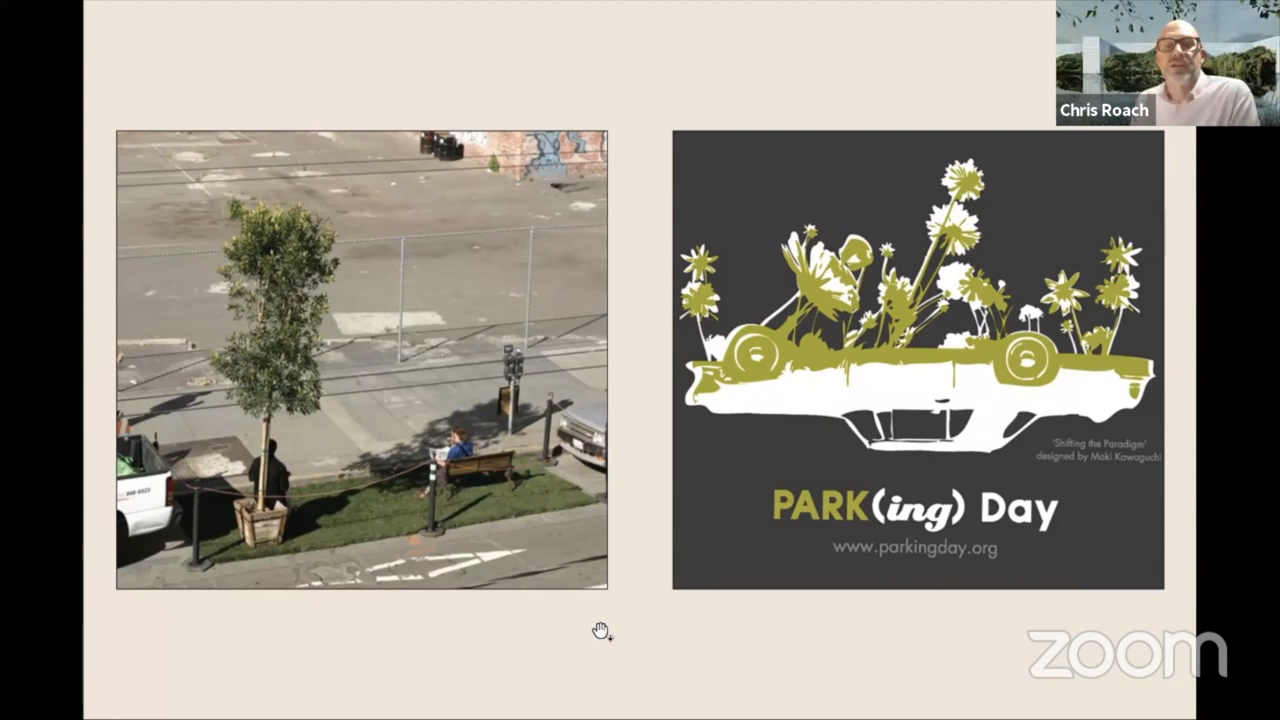 Chris Roach
'Shifting the Paradigm'
designed by Maki Kawaguchi
PARK(ing) Day
www.parkingday.org
zoom